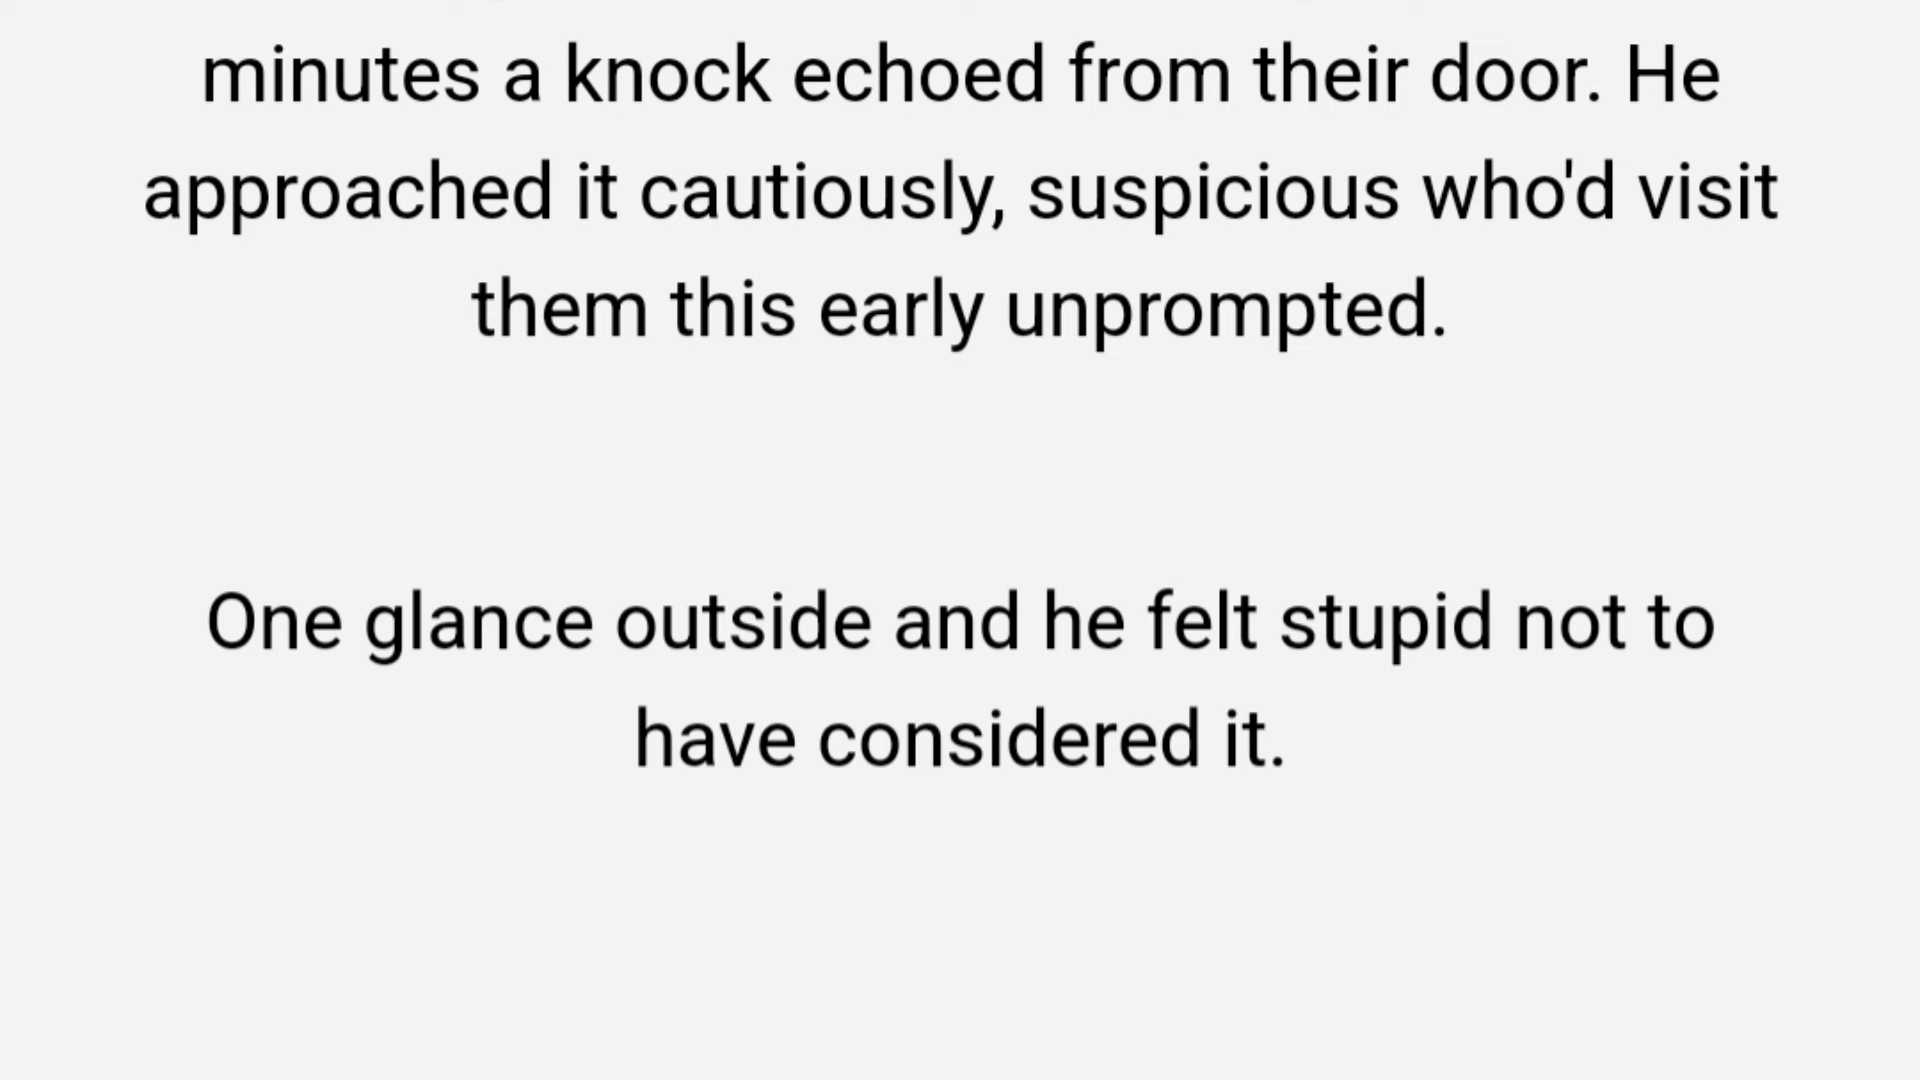 minutes a knock echoed from their door. He
approached it cautiously, suspicious who'd visit
them this early unprompted.
One glance outside and he felt stupid not to
have considered it.